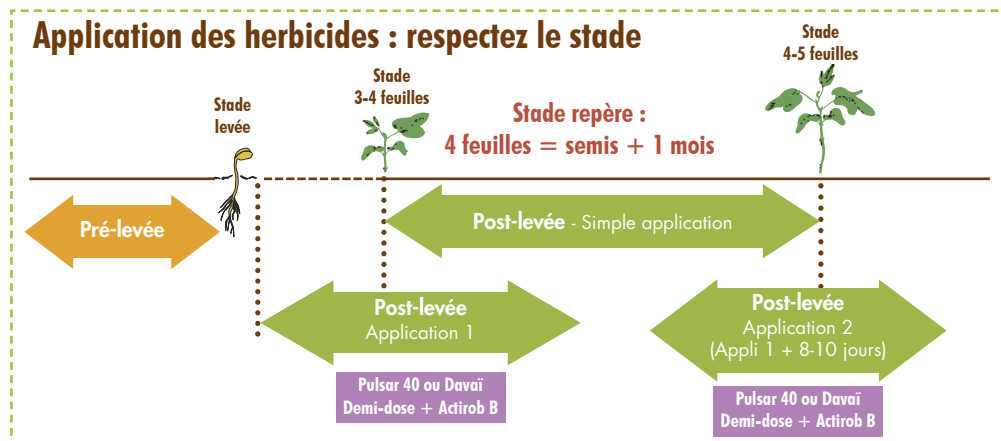 Application des herbicides : respectez le stade
Stade
levée
Stade
3-4 feuilles
Stade repère :
4 feuilles = semis + 1 mois
Stade
4-5 feuilles
Pré-levée
Post-levée - Simple application
Post-levée
Application 1
Post-levée
Application 2
(Appli 1 + 8-10 jours)
Pulsar 40 ou Davaï
Demi-dose + Actirob B
Pulsar 40 ou Davaï
Demi-dose + Actirob B